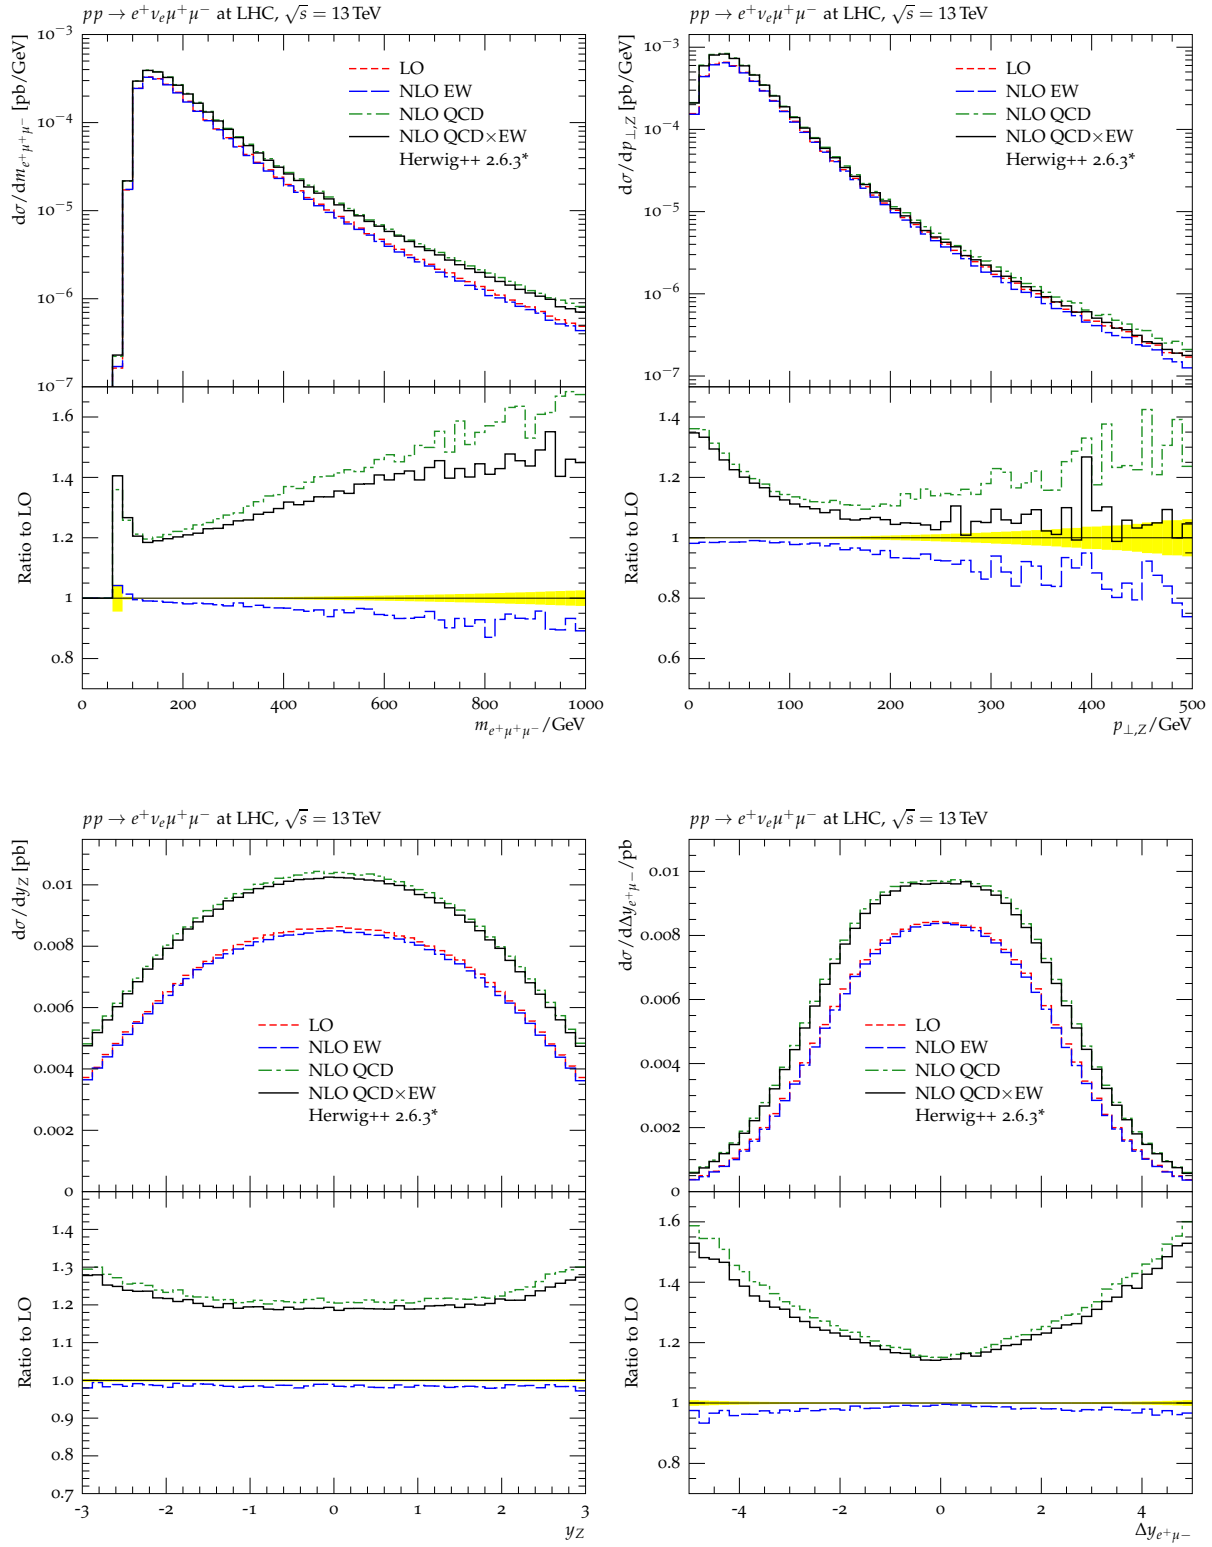 pp → e⁺νₑμ⁺μ⁻ at LHC, √s = 13 TeV
dσ/dm_{e⁺μ⁺μ⁻} [pb/GeV]
10⁻³
10⁻⁴
10⁻⁵
10⁻⁶
10⁻⁷
LO
NLO EW
NLO QCD
NLO QCD×EW
Herwig++ 2.6.3*
Ratio to LO
1.6
1.4
1.2
1
0.8
0 200 400 600 800 1000
m_{e⁺μ⁺μ⁻}/GeV
pp → e⁺νₑμ⁺μ⁻ at LHC, √s = 13 TeV
dσ/dp_{⊥,Z} [pb/GeV]
10⁻³
10⁻⁴
10⁻⁵
10⁻⁶
10⁻⁷
LO
NLO EW
NLO QCD
NLO QCD×EW
Herwig++ 2.6.3*
Ratio to LO
1.4
1.2
1.0
0.8
0.6
0 100 200 300 400 500
p_{⊥,Z}/GeV
pp → e⁺νₑμ⁺μ⁻ at LHC, √s = 13 TeV
dσ/dy_Z [pb]
0.01
0.008
0.006
0.004
0.002
0
LO
NLO EW
NLO QCD
NLO QCD×EW
Herwig++ 2.6.3*
Ratio to LO
1.4
1.3
1.2
1.1
1.0
0.9
0.8
0.7
-3 -2 -1 0 1 2 3
y_Z
pp → e⁺νₑμ⁺μ⁻ at LHC, √s = 13 TeV
dσ/dΔy_{e⁺μ⁻}/pb
0.01
0.008
0.006
0.004
0.002
0
LO
NLO EW
NLO QCD
NLO QCD×EW
Herwig++ 2.6.3*
Ratio to LO
1.6
1.4
1.2
1
0.8
-4 -2 0 2 4
Δy_{e⁺μ⁻}